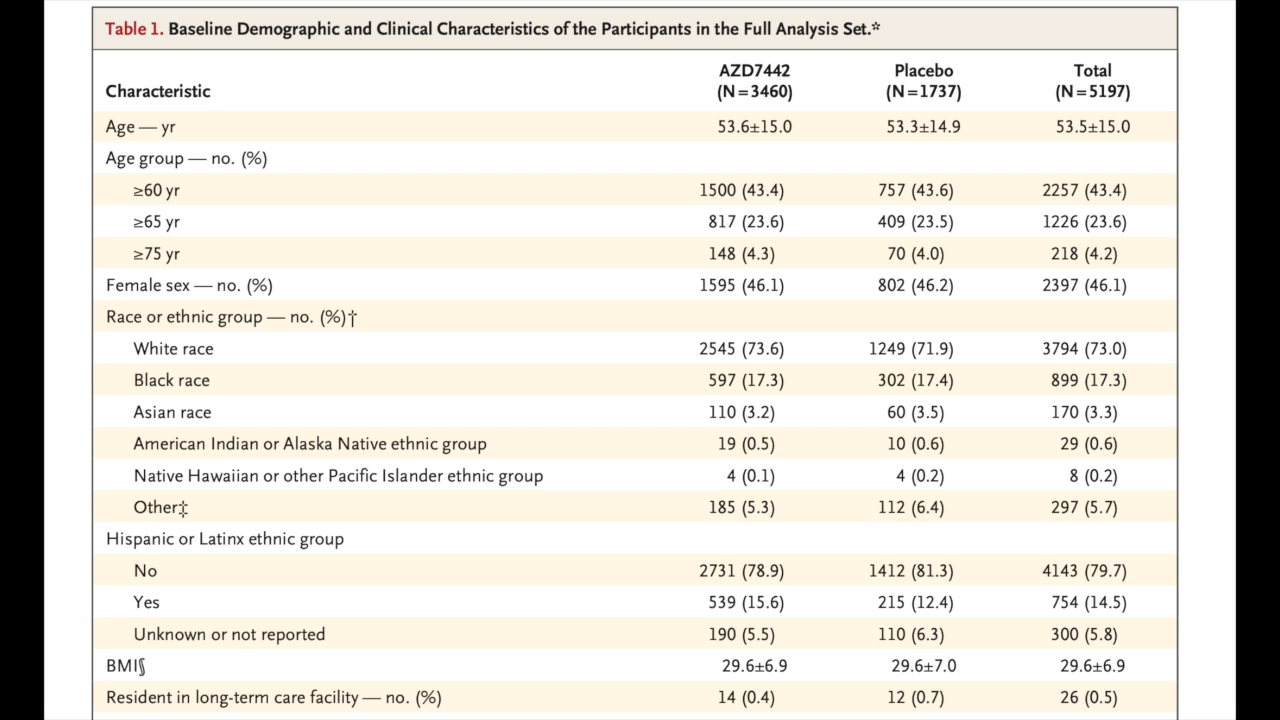 Table 1. Baseline Demographic and Clinical Characteristics of the Participants in the Full Analysis Set.*
Characteristic AZD7442 (N=3460) Placebo (N=1737) Total (N=5197)
Age — yr 53.6±15.0 53.3±14.9 53.5±15.0
Age group — no. (%)
≥60 yr 1500 (43.4) 757 (43.6) 2257 (43.4)
≥65 yr 817 (23.6) 409 (23.5) 1226 (23.6)
≥75 yr 148 (4.3) 70 (4.0) 218 (4.2)
Female sex — no. (%) 1595 (46.1) 802 (46.2) 2397 (46.1)
Race or ethnic group — no. (%)†
White race 2545 (73.6) 1249 (71.9) 3794 (73.0)
Black race 597 (17.3) 302 (17.4) 899 (17.3)
Asian race 110 (3.2) 60 (3.5) 170 (3.3)
American Indian or Alaska Native ethnic group 19 (0.5) 10 (0.6) 29 (0.6)
Native Hawaiian or other Pacific Islander ethnic group 4 (0.1) 4 (0.2) 8 (0.2)
Other‡ 185 (5.3) 112 (6.4) 297 (5.7)
Hispanic or Latinx ethnic group
No 2731 (78.9) 1412 (81.3) 4143 (79.7)
Yes 539 (15.6) 215 (12.4) 754 (14.5)
Unknown or not reported 190 (5.5) 110 (6.3) 300 (5.8)
BMI§ 29.6±6.9 29.6±7.0 29.6±6.9
Resident in long-term care facility — no. (%) 14 (0.4) 12 (0.7) 26 (0.5)